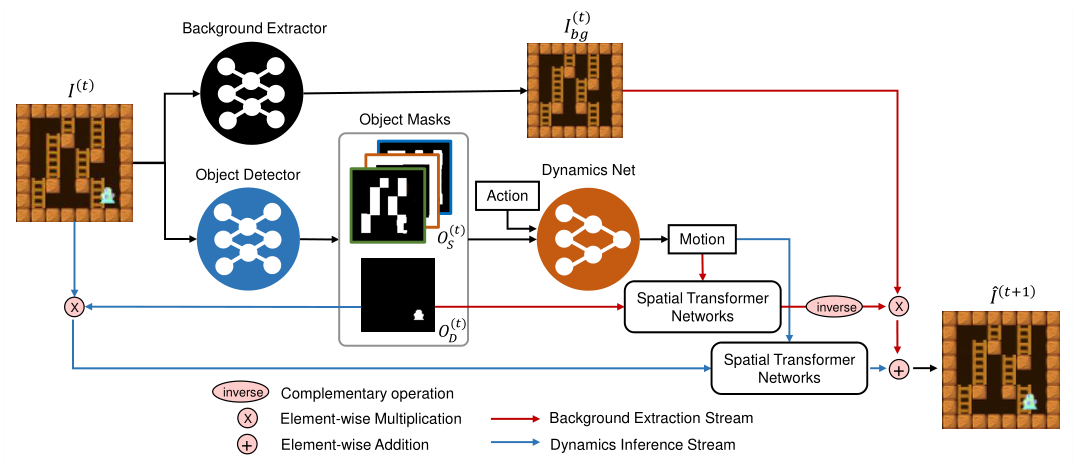 Background Extractor
I_{bg}^{(t)}
I^{(t)}
Object Masks
Object Detector
Dynamics Net
Action
O_S^{(t)}
Motion
Spatial Transformer
Networks
inverse
X
X
O_D^{(t)}
Î^{(t+1)}
Spatial Transformer
Networks
+
inverse Complementary operation
X Element-wise Multiplication
Background Extraction Stream
+ Element-wise Addition
Dynamics Inference Stream